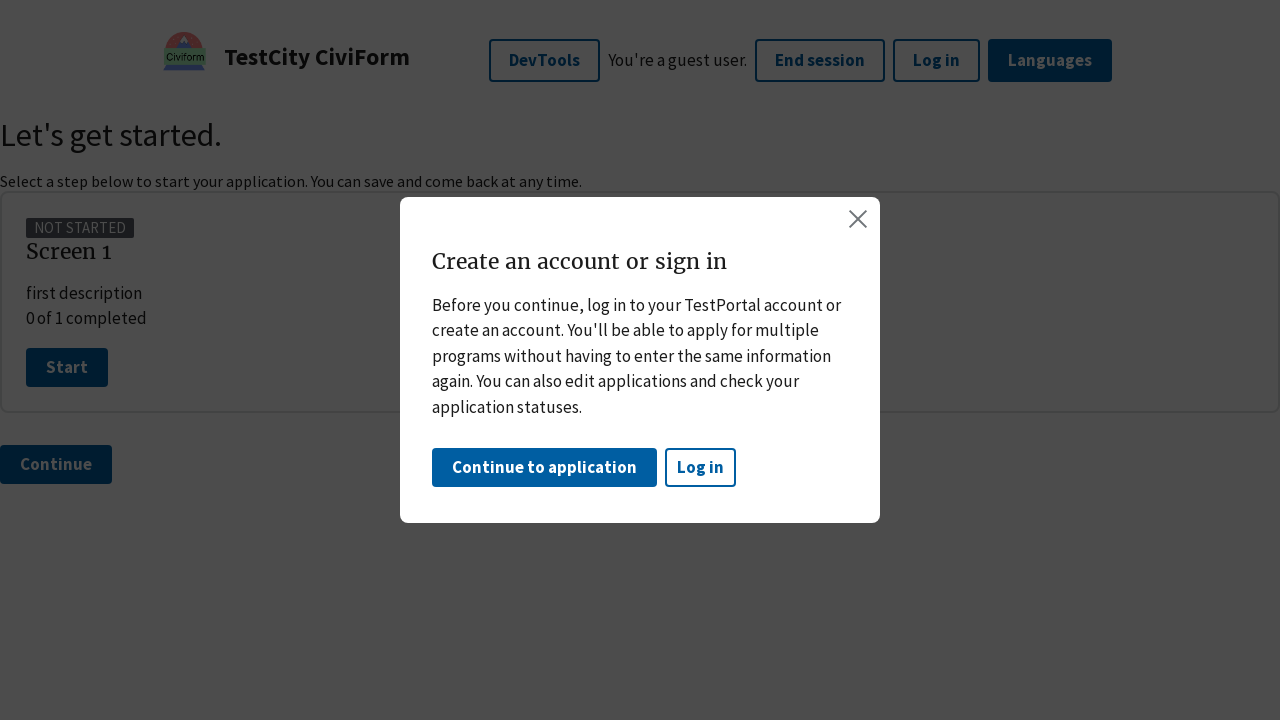 Civiform
TestCity CiviForm
DevTools
You're a guest user.
End session
Log in
Languages
Let's get started.
Select a step below to start your application. You can save and come back at any time.
NOT STARTED
Screen 1
first description
0 of 1 completed
Start
Continue
Create an account or sign in
Before you continue, log in to your TestPortal account or
create an account. You'll be able to apply for multiple
programs without having to enter the same information
again. You can also edit applications and check your
application statuses.
Continue to application
Log in